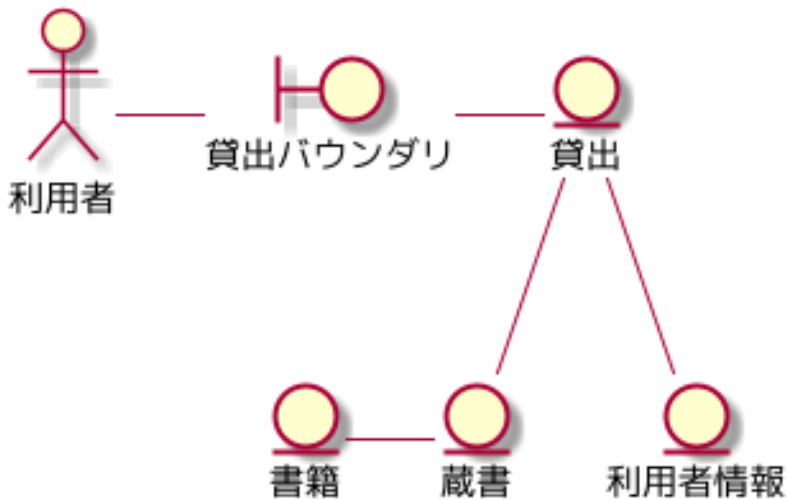 利用者
貸出バウンダリ
貸出
書籍
蔵書
利用者情報